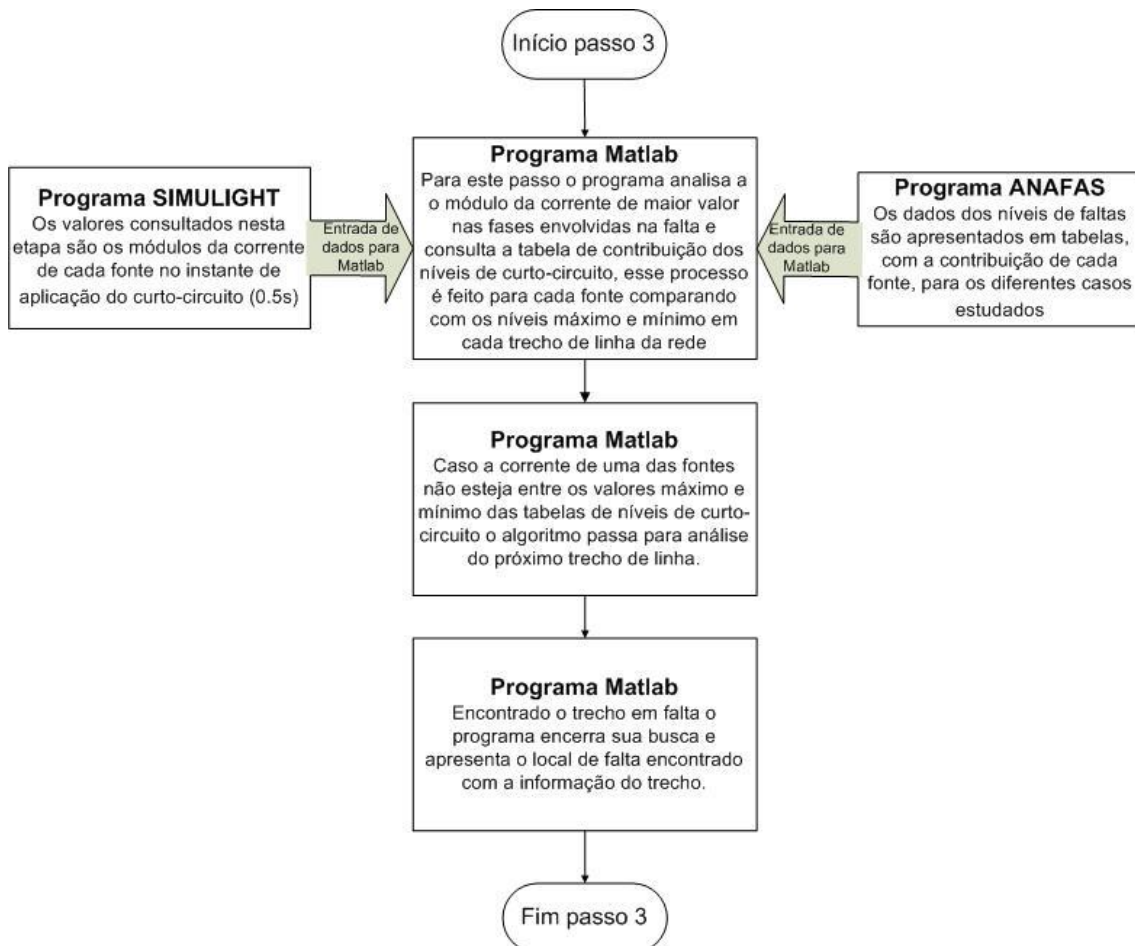 Início passo 3
Programa SIMULIGHT
Os valores consultados nesta
etapa são os módulos da corrente
de cada fonte no instante de
aplicação do curto-circuito (0.5s)
Entrada de
dados para
Matlab
Programa Matlab
Para este passo o programa analisa a
o módulo da corrente de maior valor
nas fases envolvidas na falta e
consulta a tabela de contribuição dos
níveis de curto-circuito, esse processo
é feito para cada fonte comparando
com os níveis máximo e mínimo em
cada trecho de linha da rede
Entrada de
dados para
Matlab
Programa ANAFAS
Os dados dos níveis de faltas
são apresentados em tabelas,
com a contribuição de cada
fonte, para os diferentes casos
estudados
Programa Matlab
Caso a corrente de uma das fontes
não esteja entre os valores máximo e
mínimo das tabelas de níveis de curto-
circuito o algoritmo passa para análise
do próximo trecho de linha.
Programa Matlab
Encontrado o trecho em falta o
programa encerra sua busca e
apresenta o local de falta encontrado
com a informação do trecho.
Fim passo 3